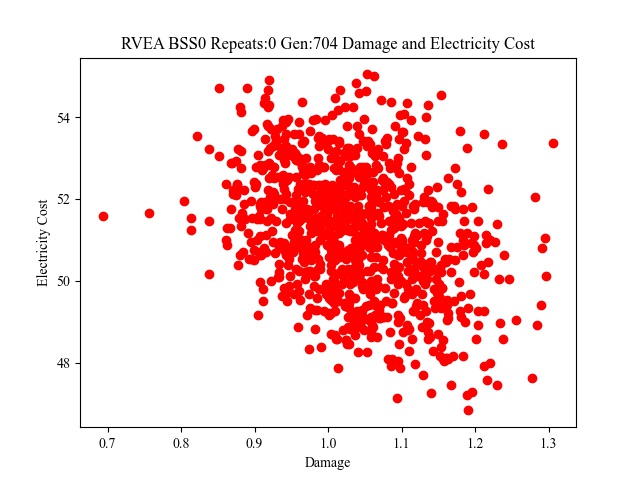 RVEA BSS0 Repeats:0 Gen:704 Damage and Electricity Cost
54
52
50
48
Electricity Cost
0.7 0.8 0.9 1.0 1.1 1.2 1.3
Damage